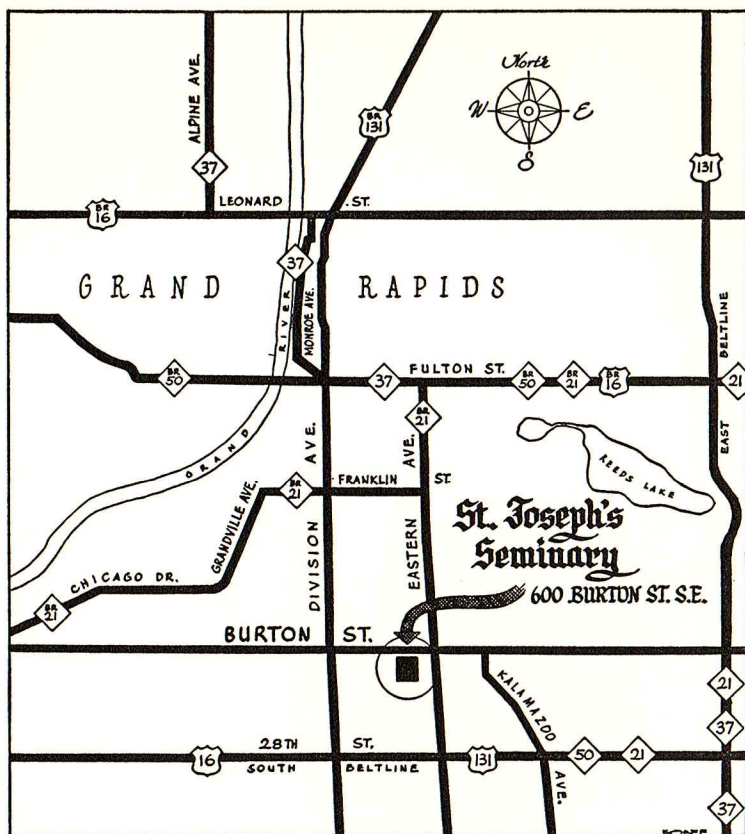 North
W E
S
ALPINE AVE.
37
BR 131
131
BR 16
LEONARD ST.
GRAND RAPIDS
37
MONROE AVE.
GRAND RIVER
BELTLINE
EAST
BR 50
37
FULTON ST.
BR 50
BR 21
BR 16
21
BR 21
DIVISION AVE.
EASTERN AVE.
BR 21
FRANKLIN ST.
REEDS LAKE
GRANDVILLE AVE.
CHICAGO DR.
BR 21
St. Joseph's
Seminary
600 BURTON ST. S.E.
BURTON ST.
KALAMAZOO AVE.
21
37
16
28TH ST.
SOUTH BELTLINE
131
50
21
37